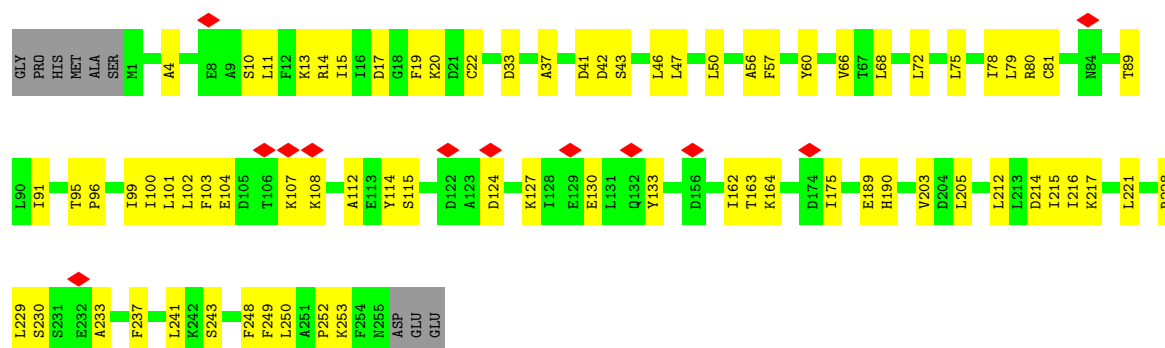 GLY PRO HIS MET ALA SER M1 A4 E8 A9 S10 L11 F12 K13 R14 I15 I16 D17 G18 F19 K20 D21 C22 D33 A37 D41 D42 S43 L46 L47 L50 A56 F57 Y60 V66 T67 L68 L72 L75 I78 L79 R80 C81 N84 T89
L90 I91 T95 P96 I99 I100 L101 L102 F103 E104 D105 T106 K107 K108 A112 E113 Y114 S115 D122 A123 D124 K127 I128 E129 E130 L131 Q132 Y133 D156 I162 T163 K164 D174 I175 E189 H190 V203 D204 L205 L212 L213 D214 I215 I216 K217 L221
L229 S230 S231 E232 A233 F237 L241 K242 S243 F248 F249 L250 A251 P252 K253 F254 N255 ASP GLU GLU